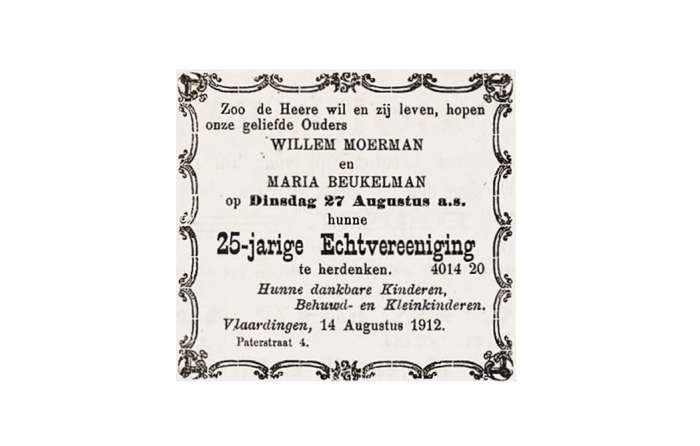 Zoo de Heere wil en zij leven, hopen
onze geliefde Ouders
WILLEM MOERMAN
en
MARIA BEUKELMAN
op Dinsdag 27 Augustus a.s.
hunne
25-jarige Echtvereeniging
te herdenken. 4014 20
Hunne dankbare Kinderen,
Behuwd- en Kleinkinderen.
Vlaardingen, 14 Augustus 1912.
Paterstraat 4.